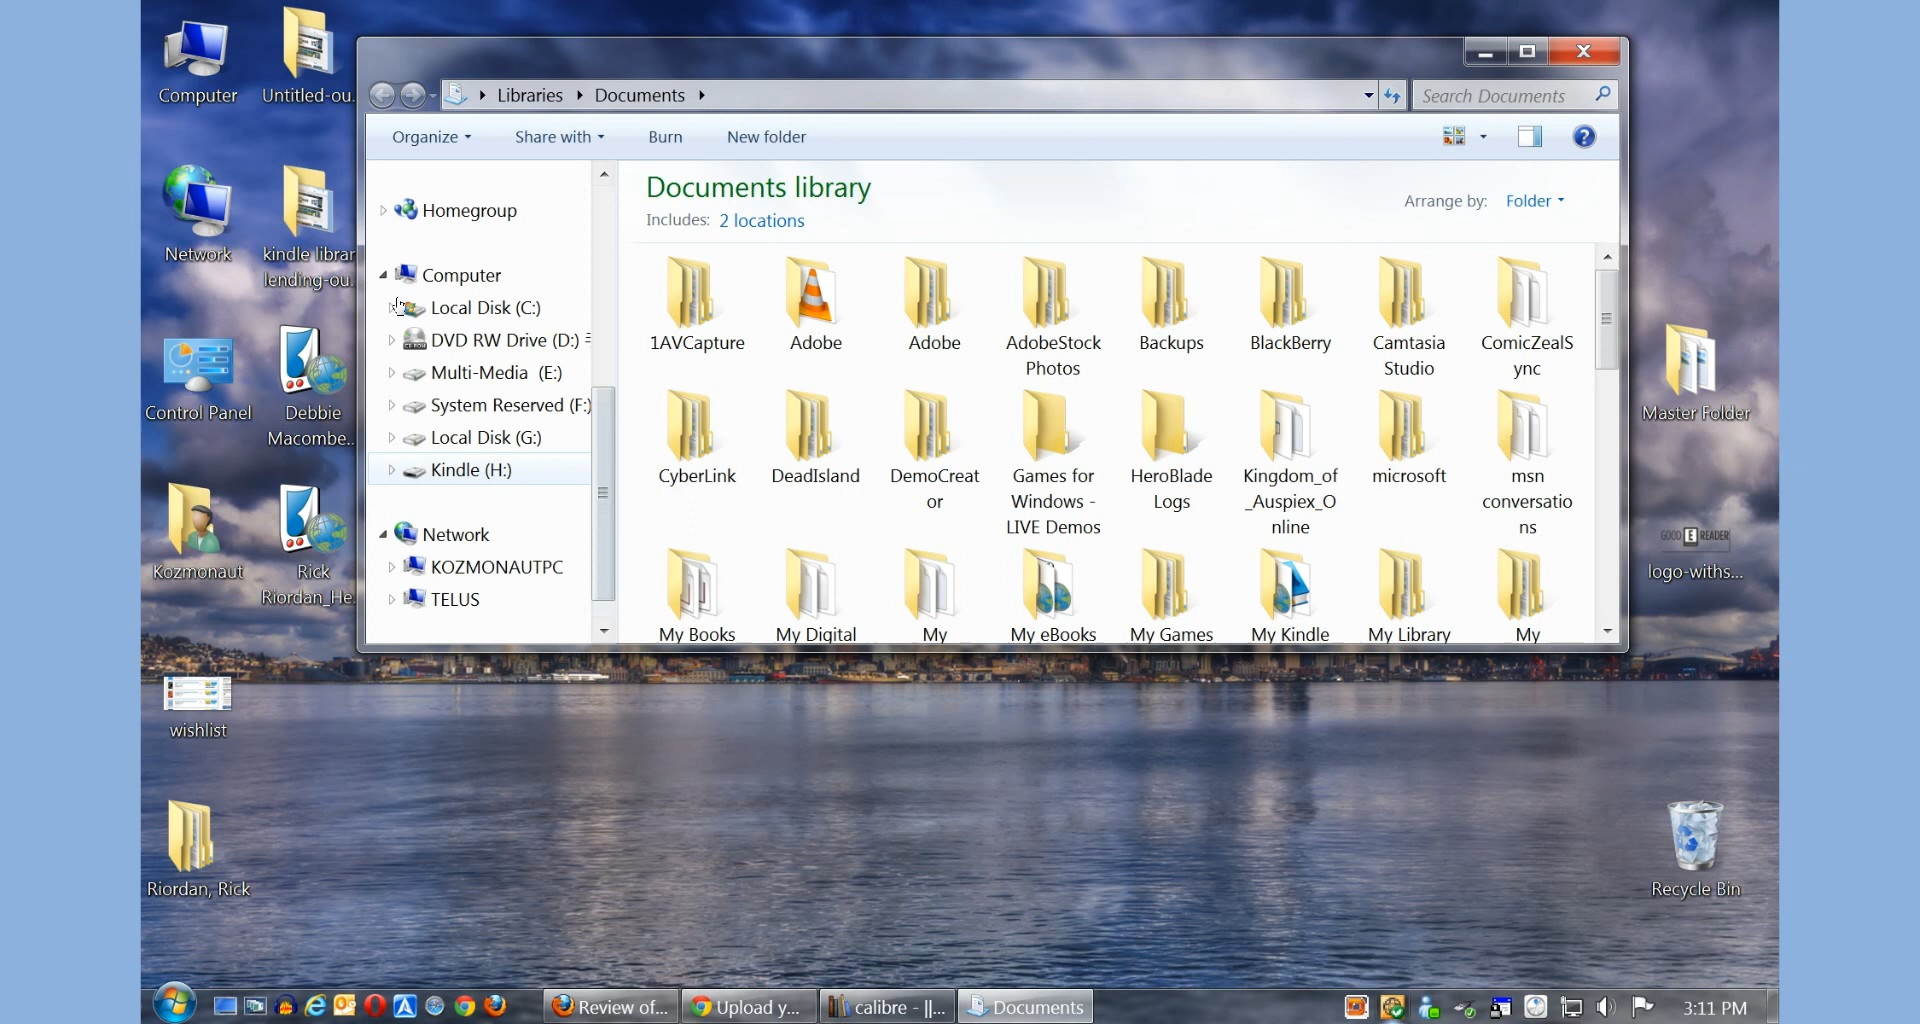 Computer
Untitled-ou...
Network
kindle librar
lending-ou...
Control Panel
Debbie
Macombe...
Kozmonaut
Rick
Riordan_He...
wishlist
Riordan, Rick
Libraries
Documents
Search Documents
Organize
Share with
Burn
New folder
Homegroup
Computer
Local Disk (C:)
DVD RW Drive (D:)
Multi-Media (E:)
System Reserved (F:)
Local Disk (G:)
Kindle (H:)
Network
KOZMONAUTPC
TELUS
Documents library
Includes: 2 locations
Arrange by: Folder
1AVCapture
Adobe
Adobe
AdobeStock
Photos
Backups
BlackBerry
Camtasia
Studio
ComicZealS
ync
CyberLink
DeadIsland
DemoCreat
or
Games for
Windows -
LIVE Demos
HeroBlade
Logs
Kingdom_of
_Auspiex_O
nline
microsoft
msn
conversatio
ns
My Books
My Digital
My
My eBooks
My Games
My Kindle
My Library
My
Master Folder
GOOD E READER
logo-withs...
Recycle Bin
Review of...
Upload y...
calibre - ||...
Documents
3:11 PM